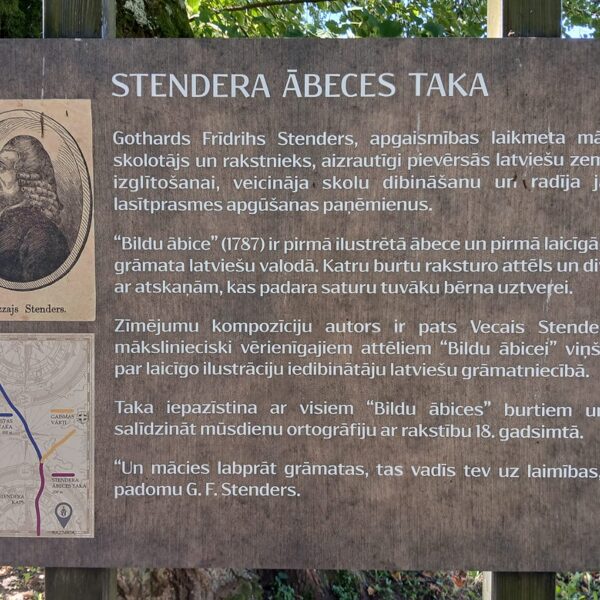 STENDERA ĀBECES TAKA
Gothards Frīdrihs Stenders, apgaismības laikmeta
skolotājs un rakstnieks, aizrautīgi pievērsās latviešu
izglītošanai, veicināja skolu dibināšanu un radīja
lasītprasmes apgūšanas paņēmienus.
“Bildu ābice” (1787) ir pirmā ilustrētā ābece un pirmā laicīgā
grāmata latviešu valodā. Katru burtu raksturo attēls un
ar atskaņām, kas padara saturu tuvāku bērna uztverei.
Zīmējumu kompozīciju autors ir pats Vecais
mākslinieciski vērienīgajiem attēliem “Bildu ābicei”
par laicīgo ilustrāciju iedibinātāju latviešu grāmatniecībā.
Taka iepazīstina ar visiem “Bildu ābices” burtiem
salīdzināt mūsdienu ortogrāfiju ar rakstību 18. gadsimtā.
“Un mācies labprāt grāmatas, tas vadīs tev uz laimības,
padomu G. F. Stenders.
Stenders.
GAISMAS
VĀRTI
STENDERA
ĀBECES TAKA